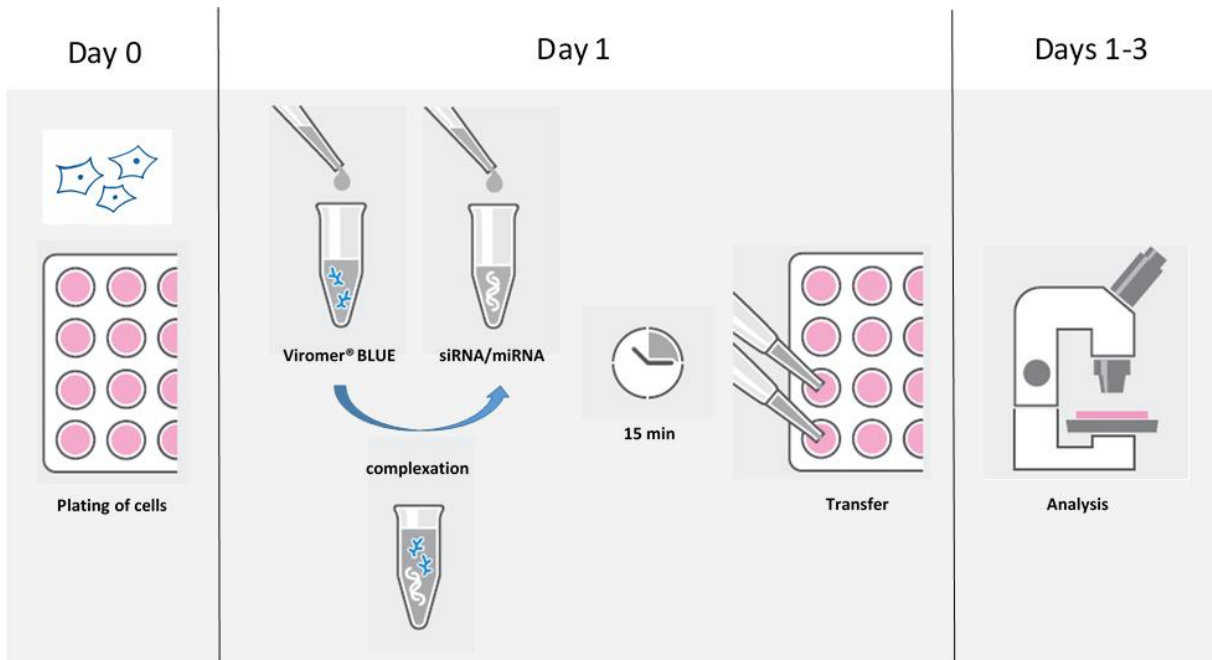 Day 0
Day 1
Days 1-3
Viromer® BLUE
siRNA/miRNA
15 min
complexation
Plating of cells
Transfer
Analysis